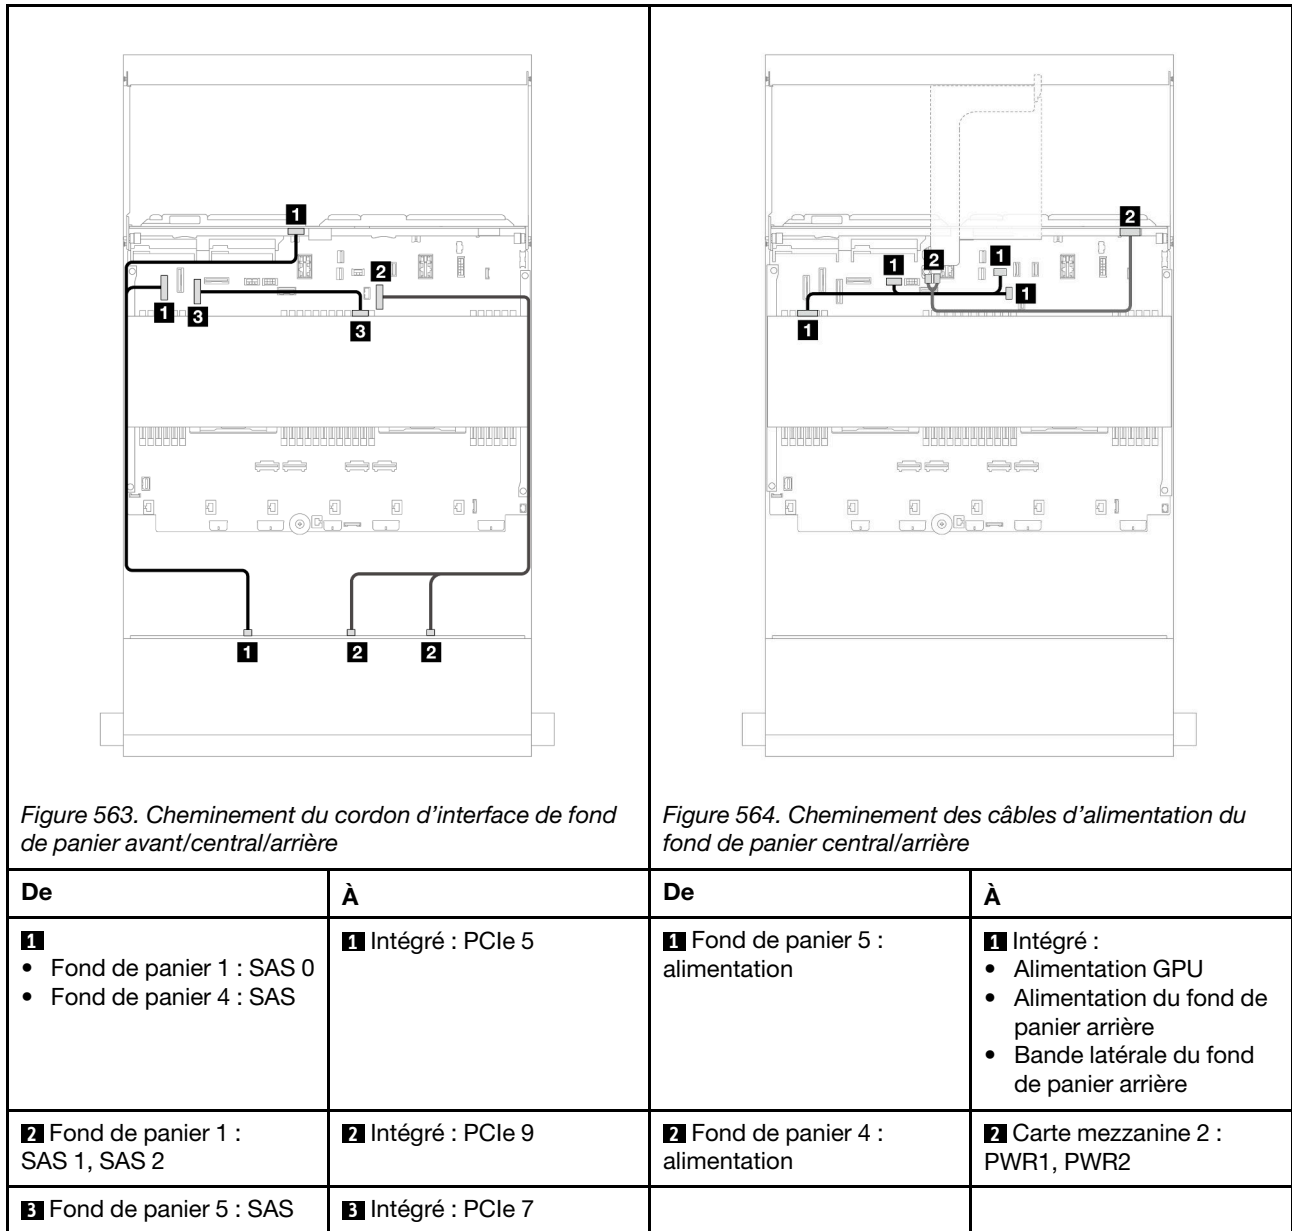 1
2
1
3
3
1
2
2
Figure 563. Cheminement du cordon d'interface de fond
de panier avant/central/arrière
2
1
2
1
1
1
Figure 564. Cheminement des câbles d'alimentation du
fond de panier central/arrière
De
À
De
À
1
• Fond de panier 1 : SAS 0
• Fond de panier 4 : SAS
1 Intégré : PCIe 5
1 Fond de panier 5 :
alimentation
1 Intégré :
• Alimentation GPU
• Alimentation du fond de
panier arrière
• Bande latérale du fond
de panier arrière
2 Fond de panier 1 :
SAS 1, SAS 2
2 Intégré : PCIe 9
2 Fond de panier 4 :
alimentation
2 Carte mezzanine 2 :
PWR1, PWR2
3 Fond de panier 5 : SAS
3 Intégré : PCIe 7